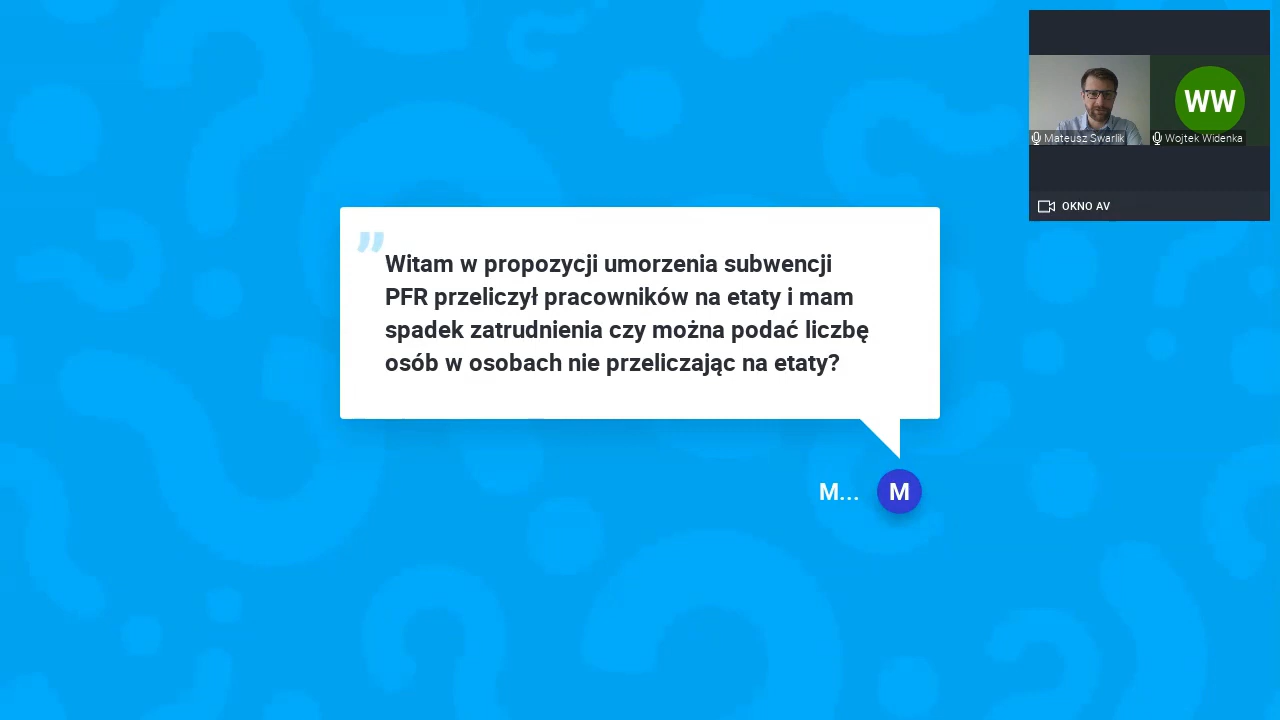 WW
Mateusz Swarlik
Wojtek Widenka
OKNO AV
”
Witam w propozycji umorzenia subwencji
PFR przeliczył pracowników na etaty i mam
spadek zatrudnienia czy można podać liczbę
osób w osobach nie przeliczając na etaty?
M...
M